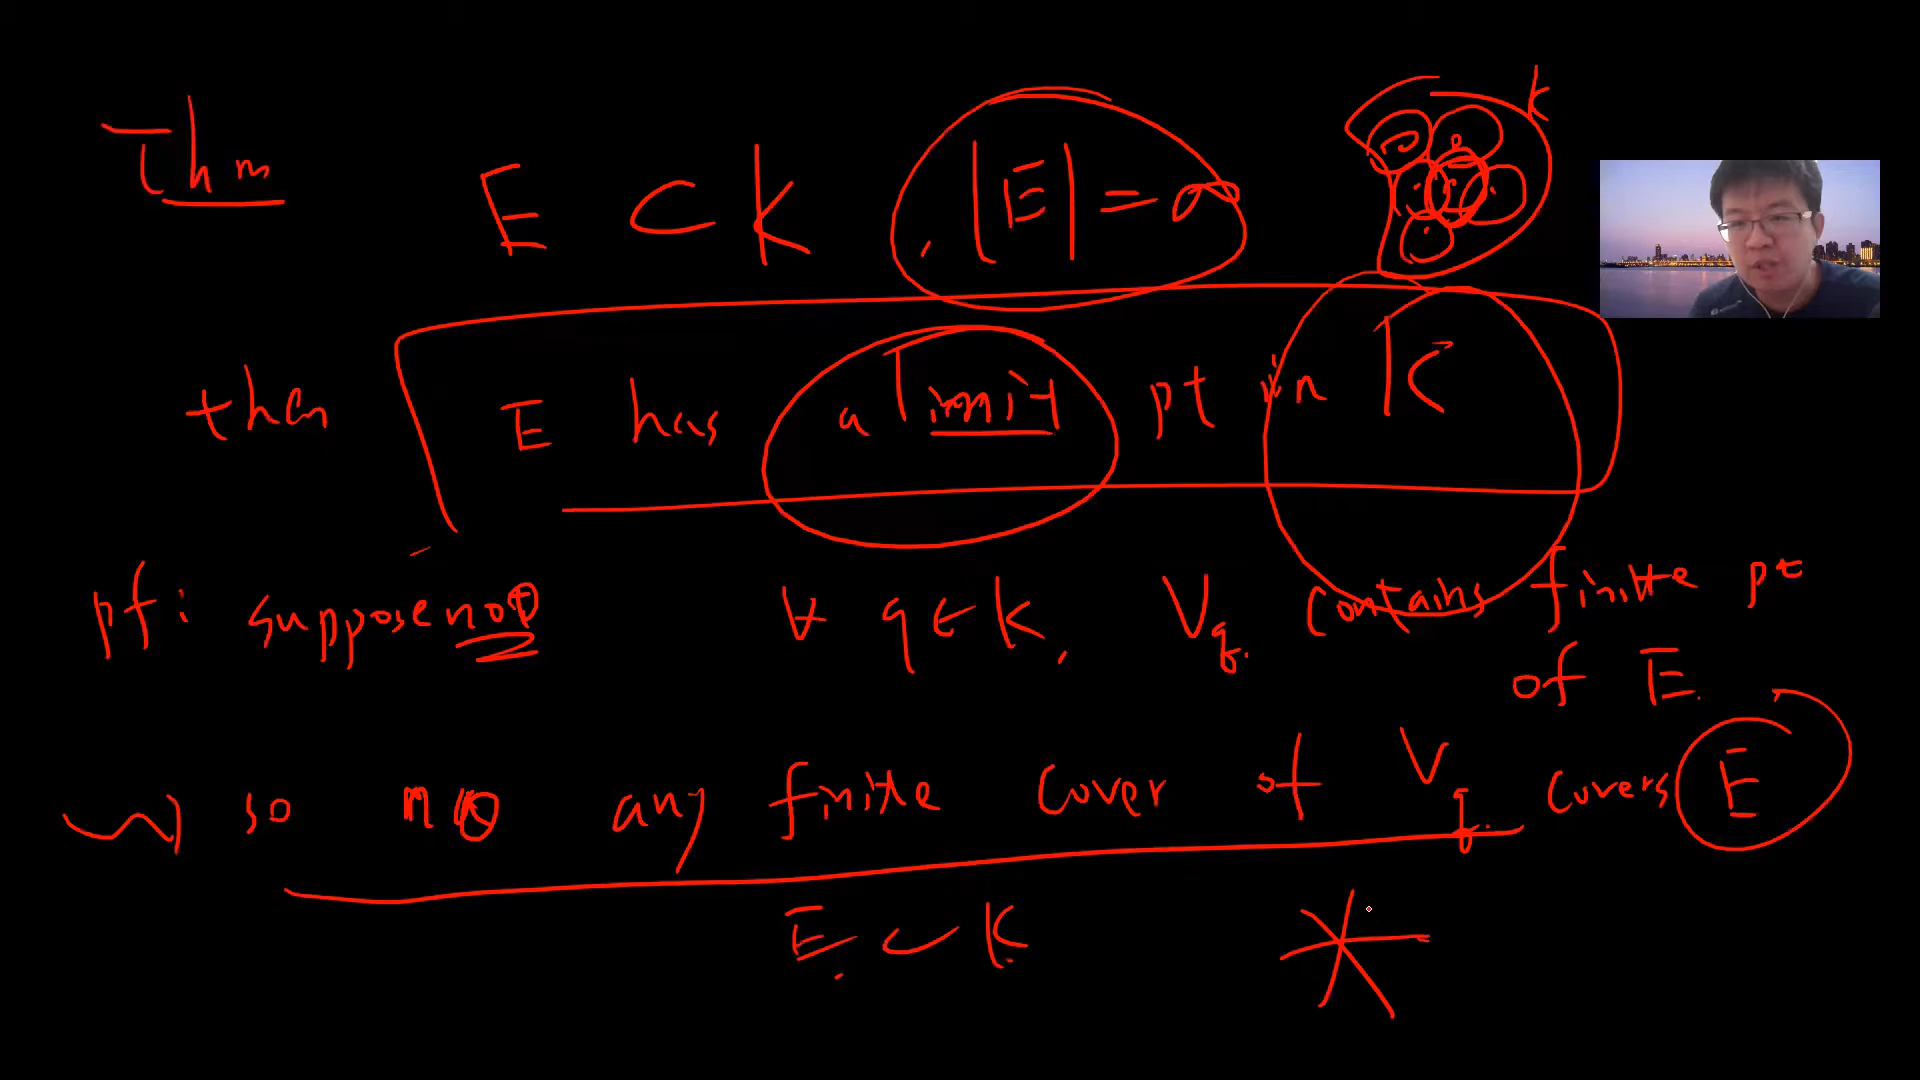 Thm E ⊂ K , |E| = ∞ K
then E has a limit pt in K
pf: suppose not ∀ q ∈ K, V_q contains finite pt
of E.
so no any finite cover of V_q covers E
E ⊂ K